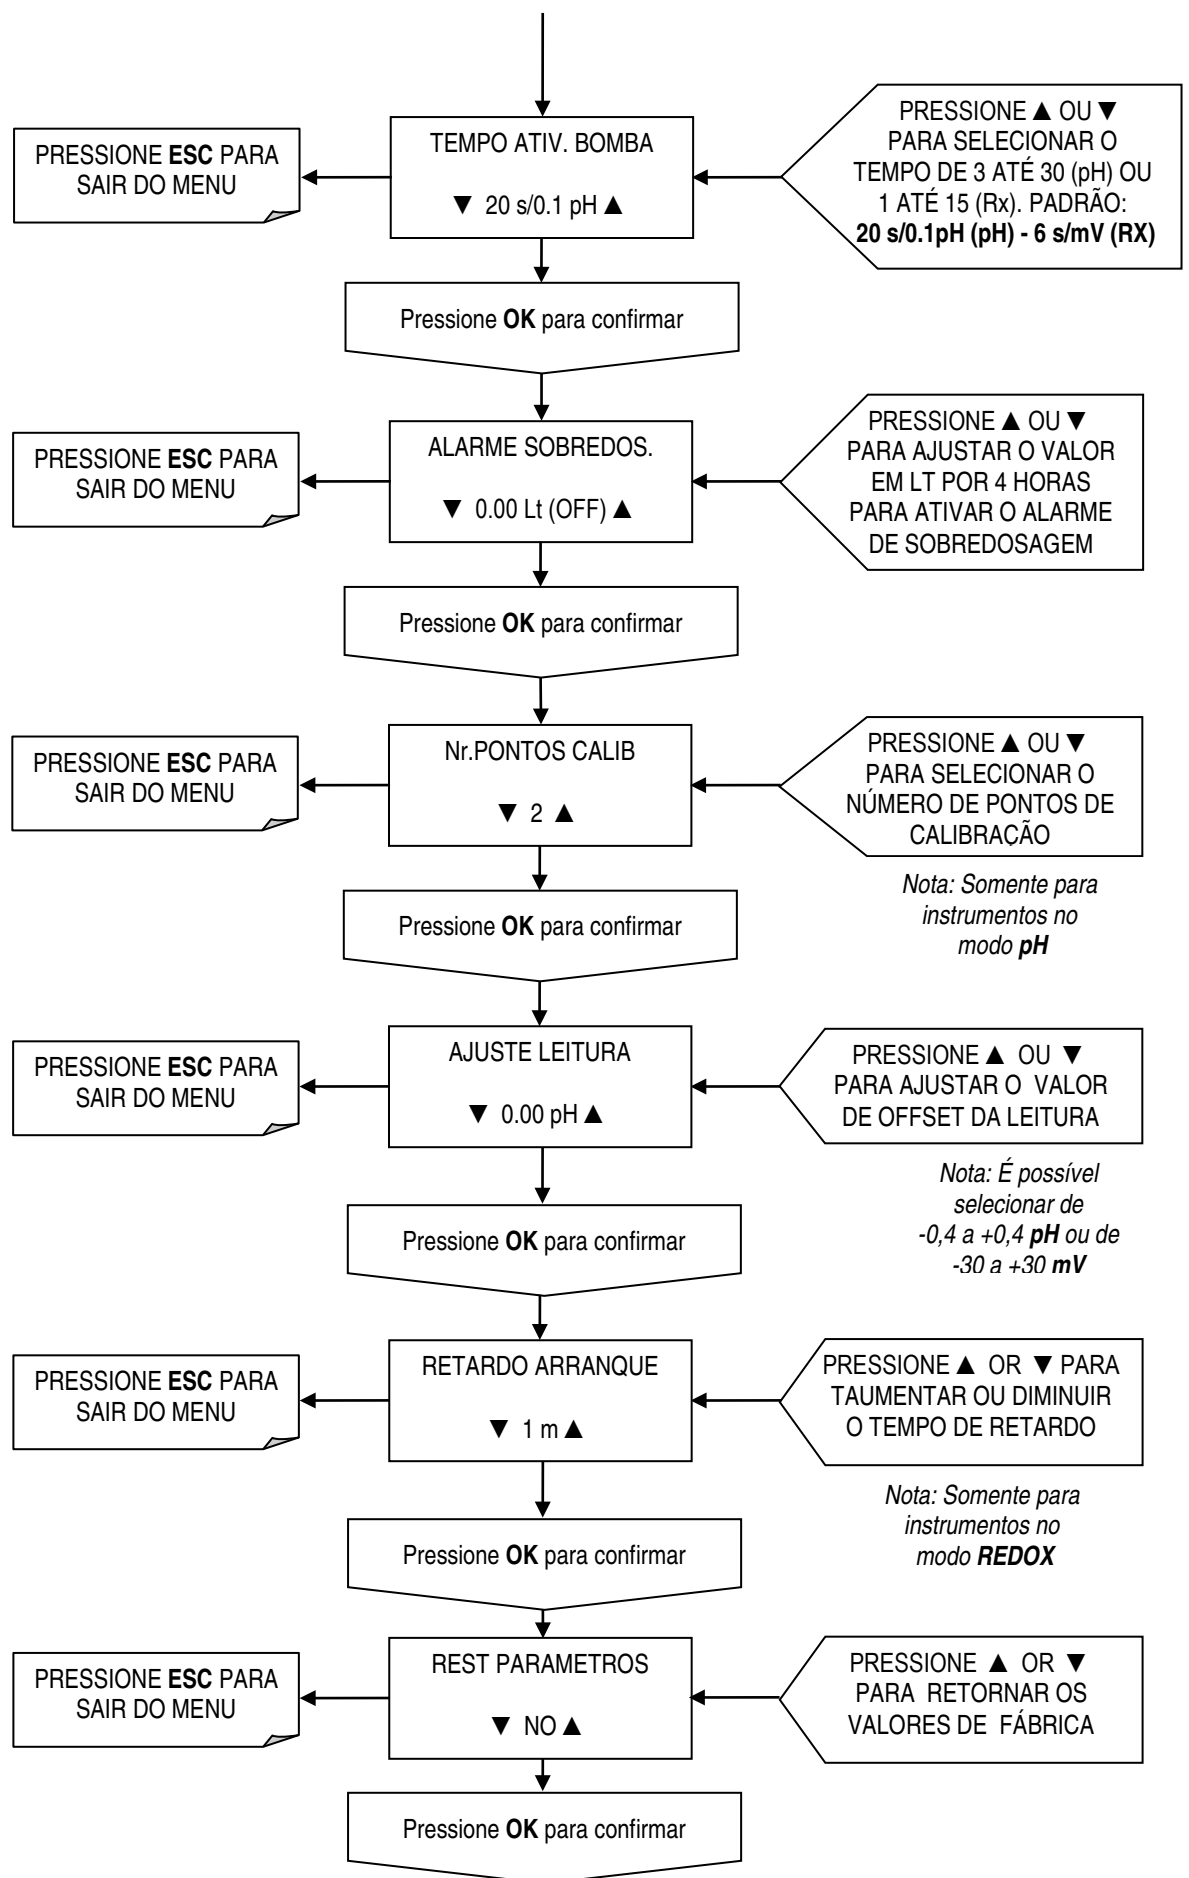 PRESSIONE ESC PARA
SAIR DO MENU
TEMPO ATIV. BOMBA
▼ 20 s/0.1 pH ▲
PRESSIONE ▲ OU ▼
PARA SELECIONAR O
TEMPO DE 3 ATÉ 30 (pH) OU
1 ATÉ 15 (Rx). PADRÃO:
20 s/0.1pH (pH) - 6 s/mV (RX)
Pressione OK para confirmar
PRESSIONE ESC PARA
SAIR DO MENU
ALARME SOBREDOS.
▼ 0.00 Lt (OFF) ▲
PRESSIONE ▲ OU ▼
PARA AJUSTAR O VALOR
EM LT POR 4 HORAS
PARA ATIVAR O ALARME
DE SOBREDOSAGEM
Pressione OK para confirmar
PRESSIONE ESC PARA
SAIR DO MENU
Nr.PONTOS CALIB
▼ 2 ▲
PRESSIONE ▲ OU ▼
PARA SELECIONAR O
NÚMERO DE PONTOS DE
CALIBRAÇÃO
Nota: Somente para
instrumentos no
modo pH
Pressione OK para confirmar
PRESSIONE ESC PARA
SAIR DO MENU
AJUSTE LEITURA
▼ 0.00 pH ▲
PRESSIONE ▲ OU ▼
PARA AJUSTAR O VALOR
DE OFFSET DA LEITURA
Nota: É possível
selecionar de
-0,4 a +0,4 pH ou de
-30 a +30 mV
Pressione OK para confirmar
PRESSIONE ESC PARA
SAIR DO MENU
RETARDO ARRANQUE
▼ 1 m ▲
PRESSIONE ▲ OR ▼ PARA
TAUMENTAR OU DIMINUIR
O TEMPO DE RETARDO
Nota: Somente para
instrumentos no
modo REDOX
Pressione OK para confirmar
PRESSIONE ESC PARA
SAIR DO MENU
REST PARAMETROS
▼ NO ▲
PRESSIONE ▲ OR ▼
PARA RETORNAR OS
VALORES DE FÁBRICA
Pressione OK para confirmar